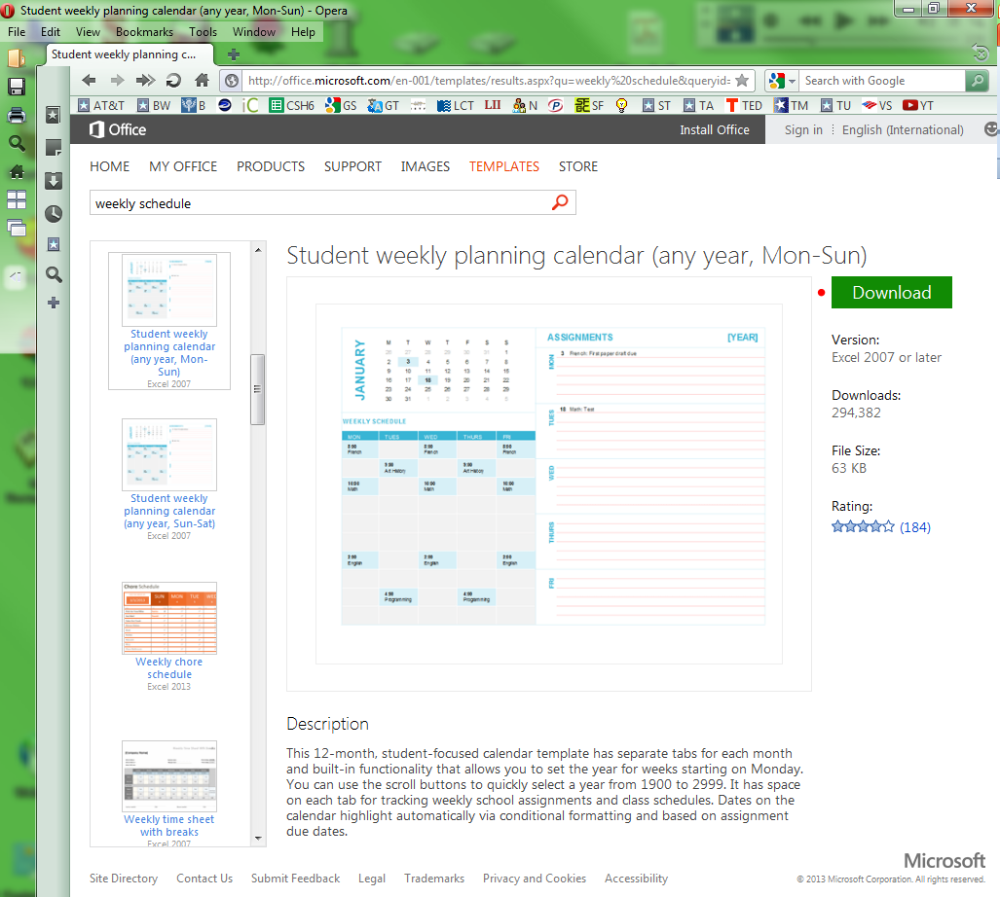 Student weekly planning calendar (any year, Mon-Sun) - Opera
File Edit View Bookmarks Tools Window Help
Student weekly planning c...
http://office.microsoft.com/en-001/templates/results.aspx?qu=weekly%20schedule&queryid=
Search with Google
AT&T BW B iC CSH6 GS GT LCT LII N SF ST TA TED TM TU VS YT
Office
Install Office
Sign in
English (International)
HOME MY OFFICE PRODUCTS SUPPORT IMAGES TEMPLATES STORE
weekly schedule
Student weekly
planning calendar
(any year, Mon-
Sun)
Excel 2007
Student weekly
planning calendar
(any year, Sun-Sat)
Excel 2007
Chore Schedule
SUN MON TUE WED
Weekly chore
schedule
Excel 2013
Weekly time sheet
with breaks
Excel 2007
Student weekly planning calendar (any year, Mon-Sun)
JANUARY
M T W T F S S
26 27 28 29 30 31 1
2 3 4 5 6 7 8
9 10 11 12 13 14 15
16 17 18 19 20 21 22
23 24 25 26 27 28 29
30 31 1 2 3 4 5
WEEKLY SCHEDULE
MON TUES WED THURS FRI
8:00 8:00 8:00
French French French
9:00 9:00
Art History Art History
10:00 10:00 10:00
Math Math Math
2:00 2:00 2:00
English English English
4:00 4:00
Programming Programming
ASSIGNMENTS [YEAR]
MON
3 French: First paper draft due
TUES
18 Math: Test
WED
THURS
FRI
Download
Version:
Excel 2007 or later
Downloads:
294,382
File Size:
63 KB
Rating:
(184)
Description
This 12-month, student-focused calendar template has separate tabs for each month
and built-in functionality that allows you to set the year for weeks starting on Monday.
You can use the scroll buttons to quickly select a year from 1900 to 2999. It has space
on each tab for tracking weekly school assignments and class schedules. Dates on the
calendar highlight automatically via conditional formatting and based on assignment
due dates.
Microsoft
Site Directory Contact Us Submit Feedback Legal Trademarks Privacy and Cookies Accessibility
© 2013 Microsoft Corporation. All rights reserved.